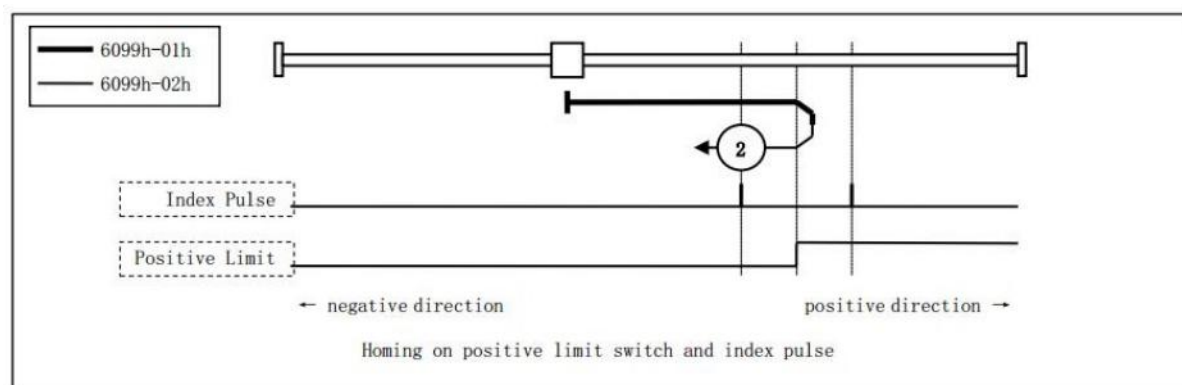 6099h-01h
6099h-02h
2
Index Pulse
Positive Limit
← negative direction
positive direction →
Homing on positive limit switch and index pulse